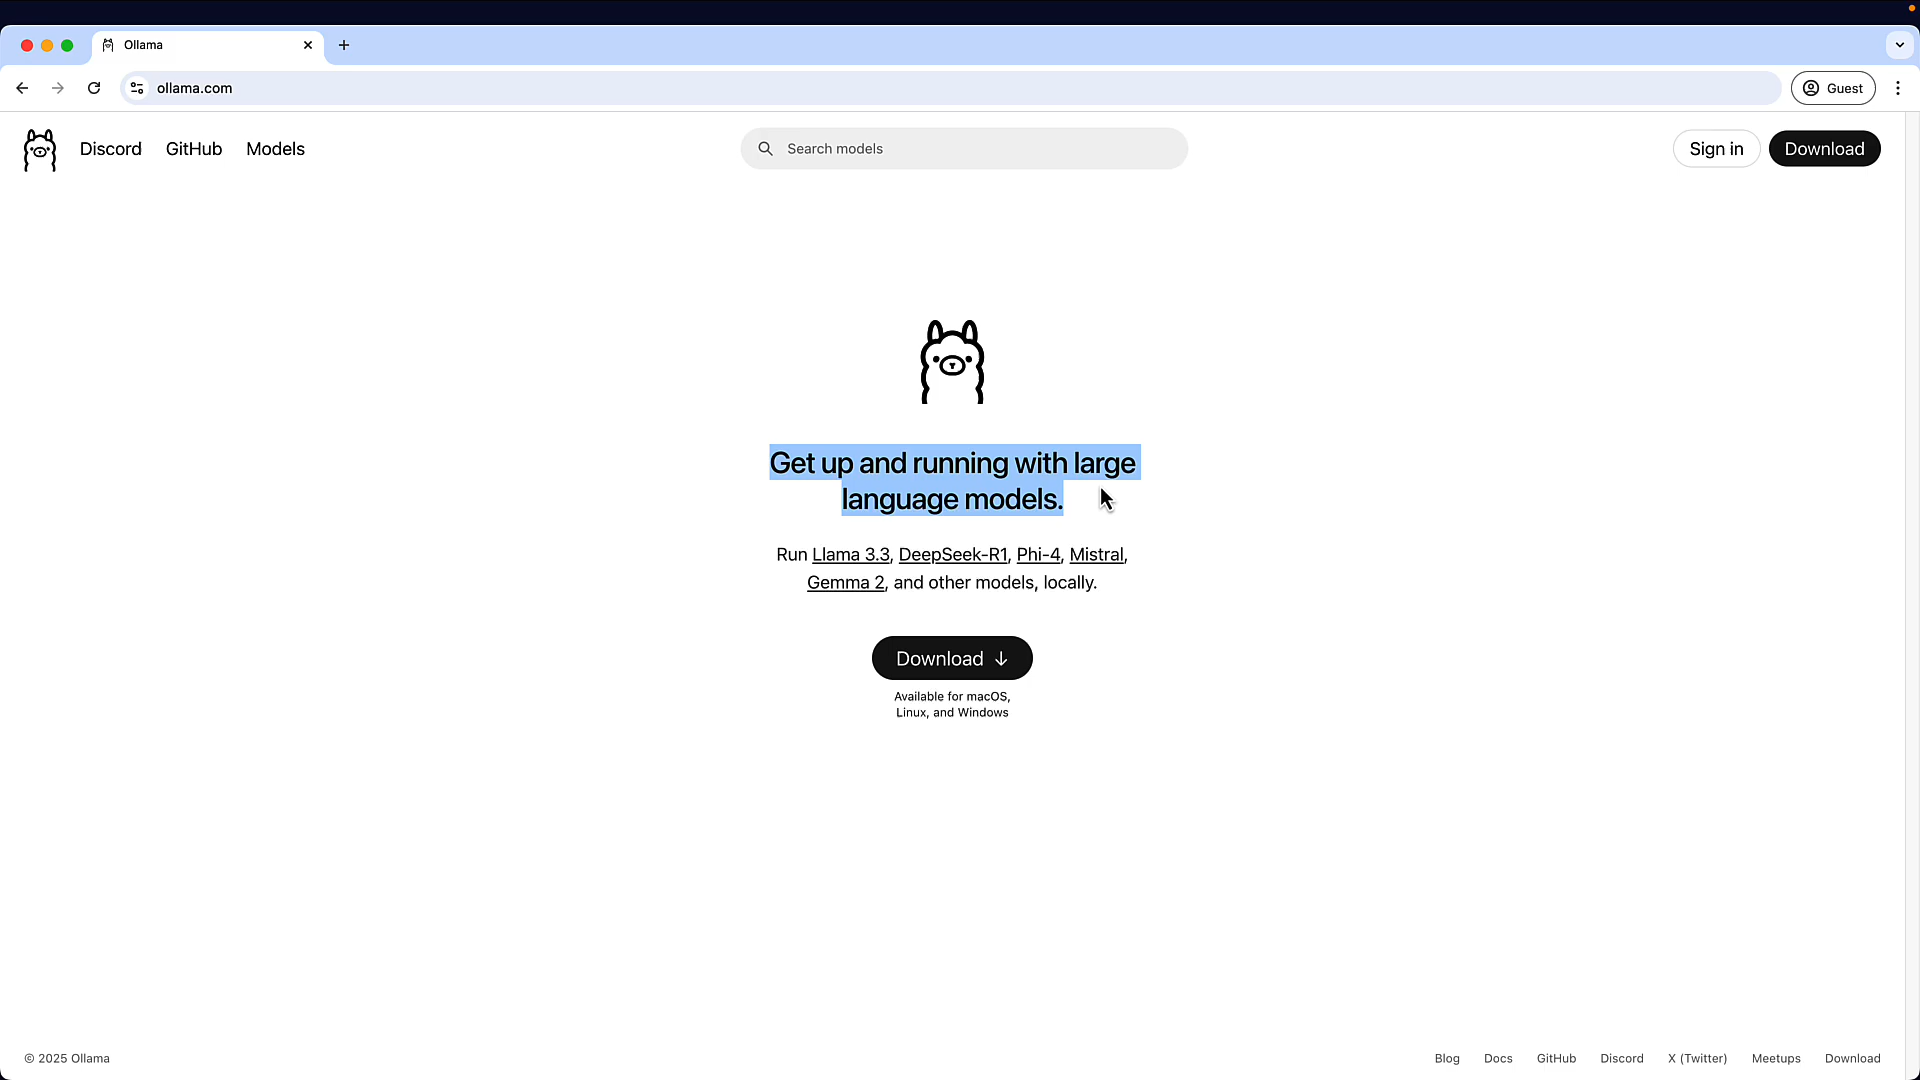 Ollama
ollama.com
Guest
Discord GitHub Models
Search models
Sign in Download
Get up and running with large
language models.
Run Llama 3.3, DeepSeek-R1, Phi-4, Mistral,
Gemma 2, and other models, locally.
Download ↓
Available for macOS,
Linux, and Windows
© 2025 Ollama
Blog Docs GitHub Discord X (Twitter) Meetups Download